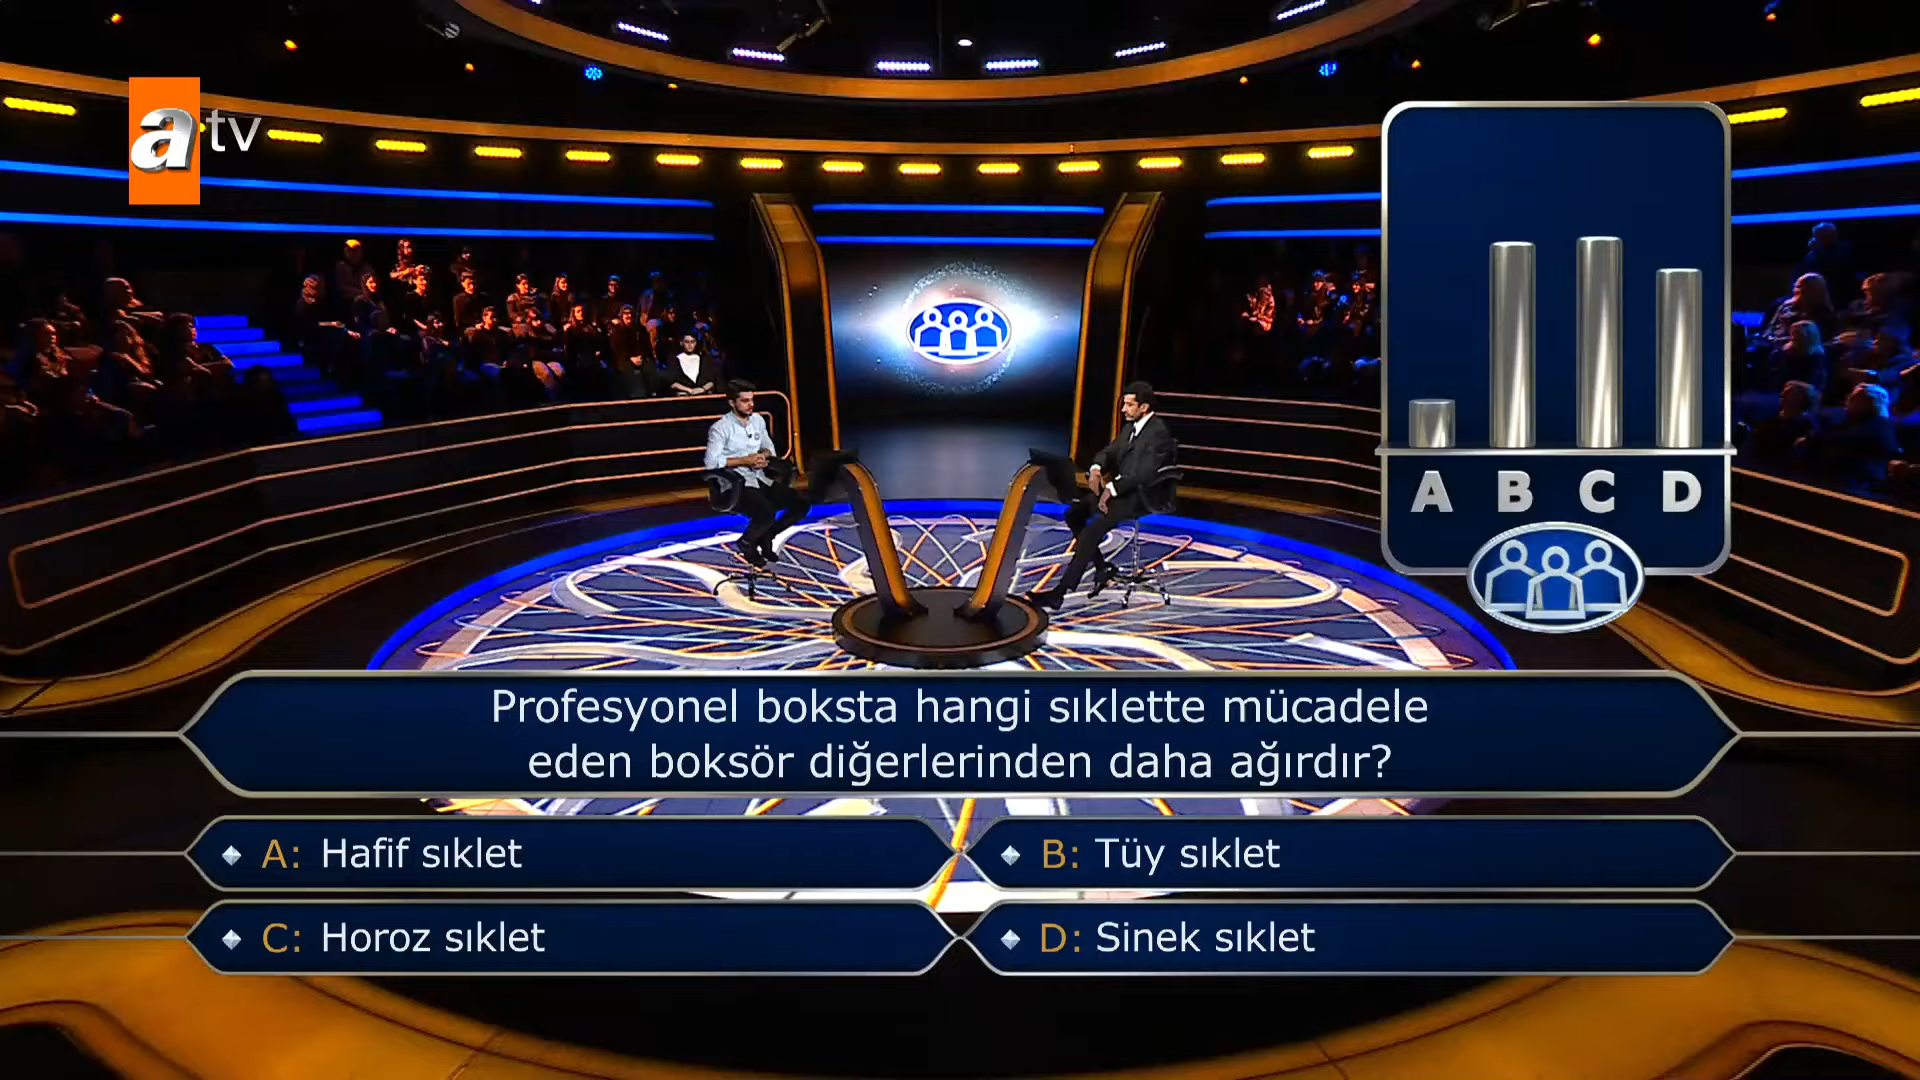 atv
A B C D
Profesyonel boksta hangi sıklette mücadele
eden boksör diğerlerinden daha ağırdır?
A: Hafif sıklet
B: Tüy sıklet
C: Horoz sıklet
D: Sinek sıklet